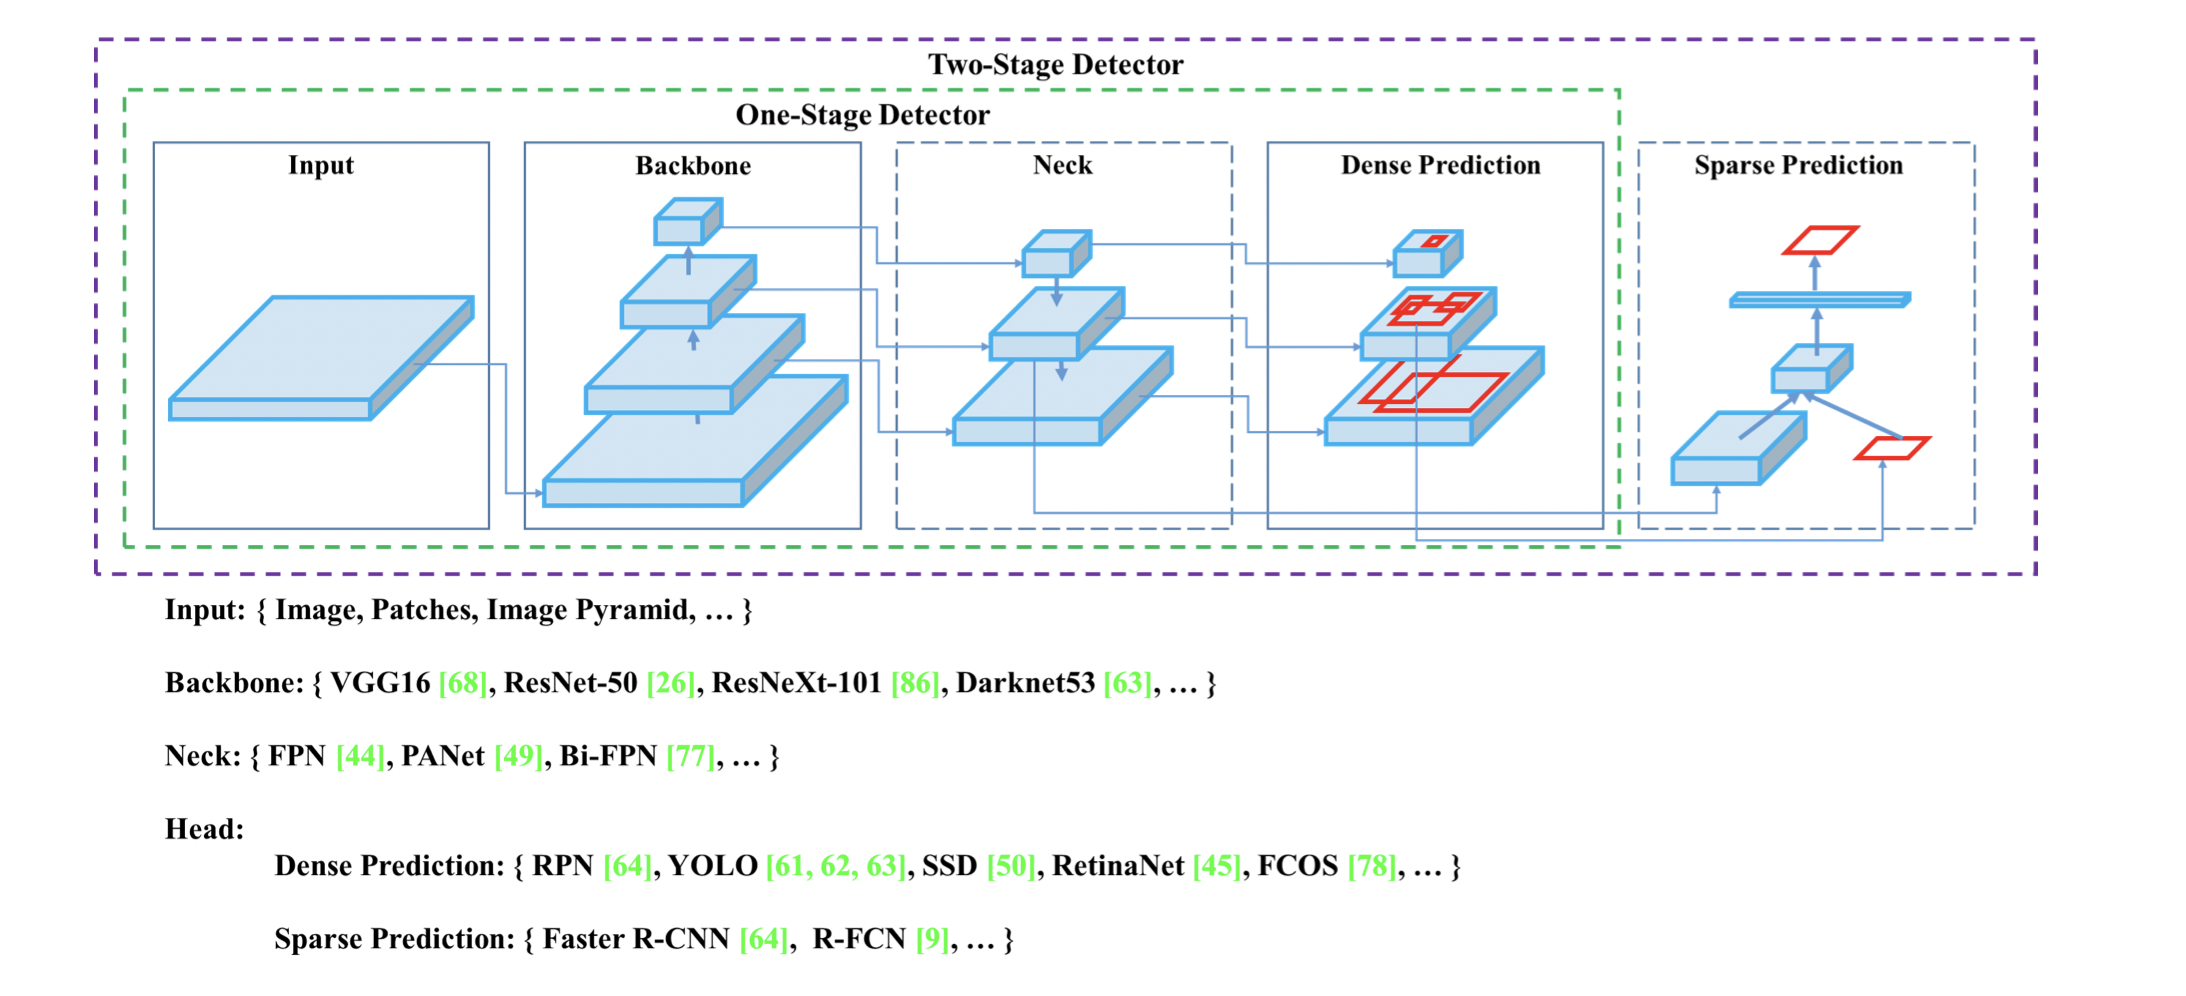 Two-Stage Detector
One-Stage Detector
Input
Backbone
Neck
Dense Prediction
Sparse Prediction
Input: { Image, Patches, Image Pyramid, … }
Backbone: { VGG16 [68], ResNet-50 [26], ResNeXt-101 [86], Darknet53 [63], … }
Neck: { FPN [44], PANet [49], Bi-FPN [77], … }
Head:
Dense Prediction: { RPN [64], YOLO [61, 62, 63], SSD [50], RetinaNet [45], FCOS [78], … }
Sparse Prediction: { Faster R-CNN [64], R-FCN [9], … }